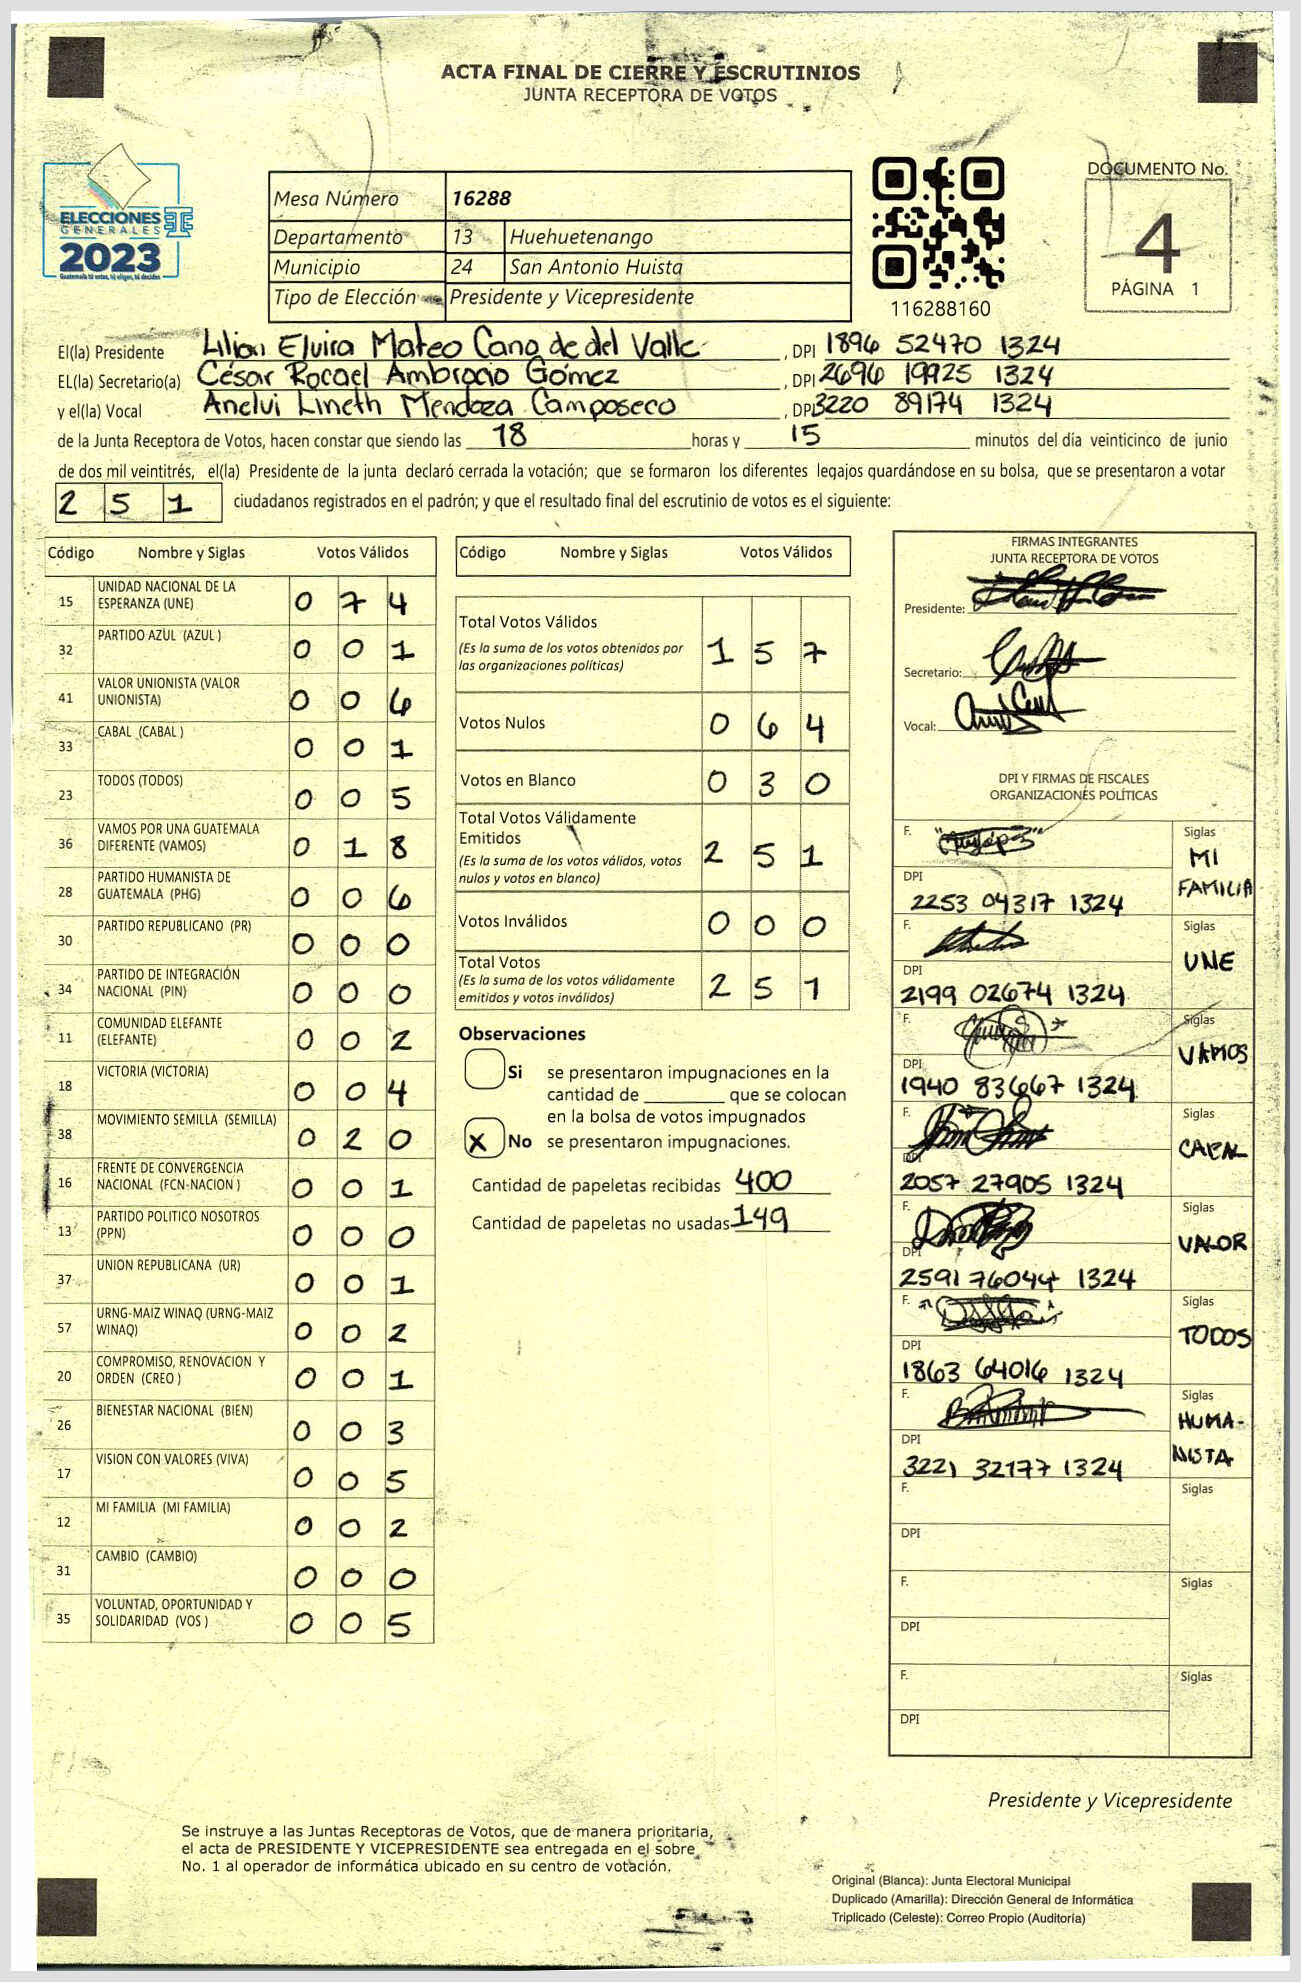 ACTA FINAL DE CIERRE Y ESCRUTINIOS
JUNTA RECEPTORA DE VOTOS
ELECCIONES
GENERALES
2023
Guatemala tú votas, tú eliges, tú decides
Mesa Número 16288
Departamento 13 Huehuetenango
Municipio 24 San Antonio Huista
Tipo de Elección Presidente y Vicepresidente
116288160
DOCUMENTO No.
4
PÁGINA 1
El(la) Presidente Lilian Elvira Mateo Cano de del Valle, DPI 1896 52470 1324
EL(la) Secretario(a) César Rocael Ambrocio Gómez, DPI 2696 19925 1324
y el(la) Vocal Anelvi Lineth Mendoza Camposeco, DPI 3220 89174 1324
de la Junta Receptora de Votos, hacen constar que siendo las 18 horas y 15 minutos del día veinticinco de junio
de dos mil veintitrés, el(la) Presidente de la junta declaró cerrada la votación; que se formaron los diferentes legajos quardándose en su bolsa, que se presentaron a votar
2 5 1 ciudadanos registrados en el padrón; y que el resultado final del escrutinio de votos es el siguiente:
Código Nombre y Siglas Votos Válidos
15 UNIDAD NACIONAL DE LA ESPERANZA (UNE) 0 7 4
32 PARTIDO AZUL (AZUL ) 0 0 1
41 VALOR UNIONISTA (VALOR UNIONISTA) 0 0 6
33 CABAL (CABAL ) 0 0 1
23 TODOS (TODOS) 0 0 5
36 VAMOS POR UNA GUATEMALA DIFERENTE (VAMOS) 0 1 8
28 PARTIDO HUMANISTA DE GUATEMALA (PHG) 0 0 6
30 PARTIDO REPUBLICANO (PR) 0 0 0
34 PARTIDO DE INTEGRACIÓN NACIONAL (PIN) 0 0 0
11 COMUNIDAD ELEFANTE (ELEFANTE) 0 0 2
18 VICTORIA (VICTORIA) 0 0 4
38 MOVIMIENTO SEMILLA (SEMILLA) 0 2 0
16 FRENTE DE CONVERGENCIA NACIONAL (FCN-NACION ) 0 0 1
13 PARTIDO POLITICO NOSOTROS (PPN) 0 0 0
37 UNION REPUBLICANA (UR) 0 0 1
57 URNG-MAIZ WINAQ (URNG-MAIZ WINAQ) 0 0 2
20 COMPROMISO, RENOVACION Y ORDEN (CREO ) 0 0 1
26 BIENESTAR NACIONAL (BIEN) 0 0 3
17 VISION CON VALORES (VIVA) 0 0 5
12 MI FAMILIA (MI FAMILIA) 0 0 2
31 CAMBIO (CAMBIO) 0 0 0
35 VOLUNTAD, OPORTUNIDAD Y SOLIDARIDAD (VOS ) 0 0 5
Código Nombre y Siglas Votos Válidos
Total Votos Válidos 1 5 7
(Es la suma de los votos obtenidos por
las organizaciones políticas)
Votos Nulos 0 6 4
Votos en Blanco 0 3 0
Total Votos Válidamente
Emitidos 2 5 1
(Es la suma de los votos válidos, votos
nulos y votos en blanco)
Votos Inválidos 0 0 0
Total Votos 2 5 1
(Es la suma de los votos válidamente
emitidos y votos inválidos)
Observaciones
Si se presentaron impugnaciones en la
cantidad de ________ que se colocan
en la bolsa de votos impugnados
X No se presentaron impugnaciones.
Cantidad de papeletas recibidas 400
Cantidad de papeletas no usadas 149
FIRMAS INTEGRANTES
JUNTA RECEPTORA DE VOTOS
Presidente:
Secretario:
Vocal:
DPI Y FIRMAS DE FISCALES
ORGANIZACIONES POLÍTICAS
F. Siglas
MI FAMILIA
DPI
2253 04317 1324
F. Siglas
UNE
DPI
2199 02674 1324
F. Siglas
VAMOS
DPI
1940 83667 1324
F. Siglas
CABAL
DPI
2057 27905 1324
F. Siglas
VALOR
DPI
2591 76044 1324
F. Siglas
TODOS
DPI
1863 64016 1324
F. Siglas
HUMA-
NISTA
DPI
3221 32177 1324
F. Siglas
DPI
F. Siglas
DPI
F. Siglas
DPI
Presidente y Vicepresidente
Se instruye a las Juntas Receptoras de Votos, que de manera prioritaria,
el acta de PRESIDENTE Y VICEPRESIDENTE sea entregada en el sobre
No. 1 al operador de informática ubicado en su centro de votación.
Original (Blanca): Junta Electoral Municipal
Duplicado (Amarilla): Dirección General de Informática
Triplicado (Celeste): Correo Propio (Auditoría)